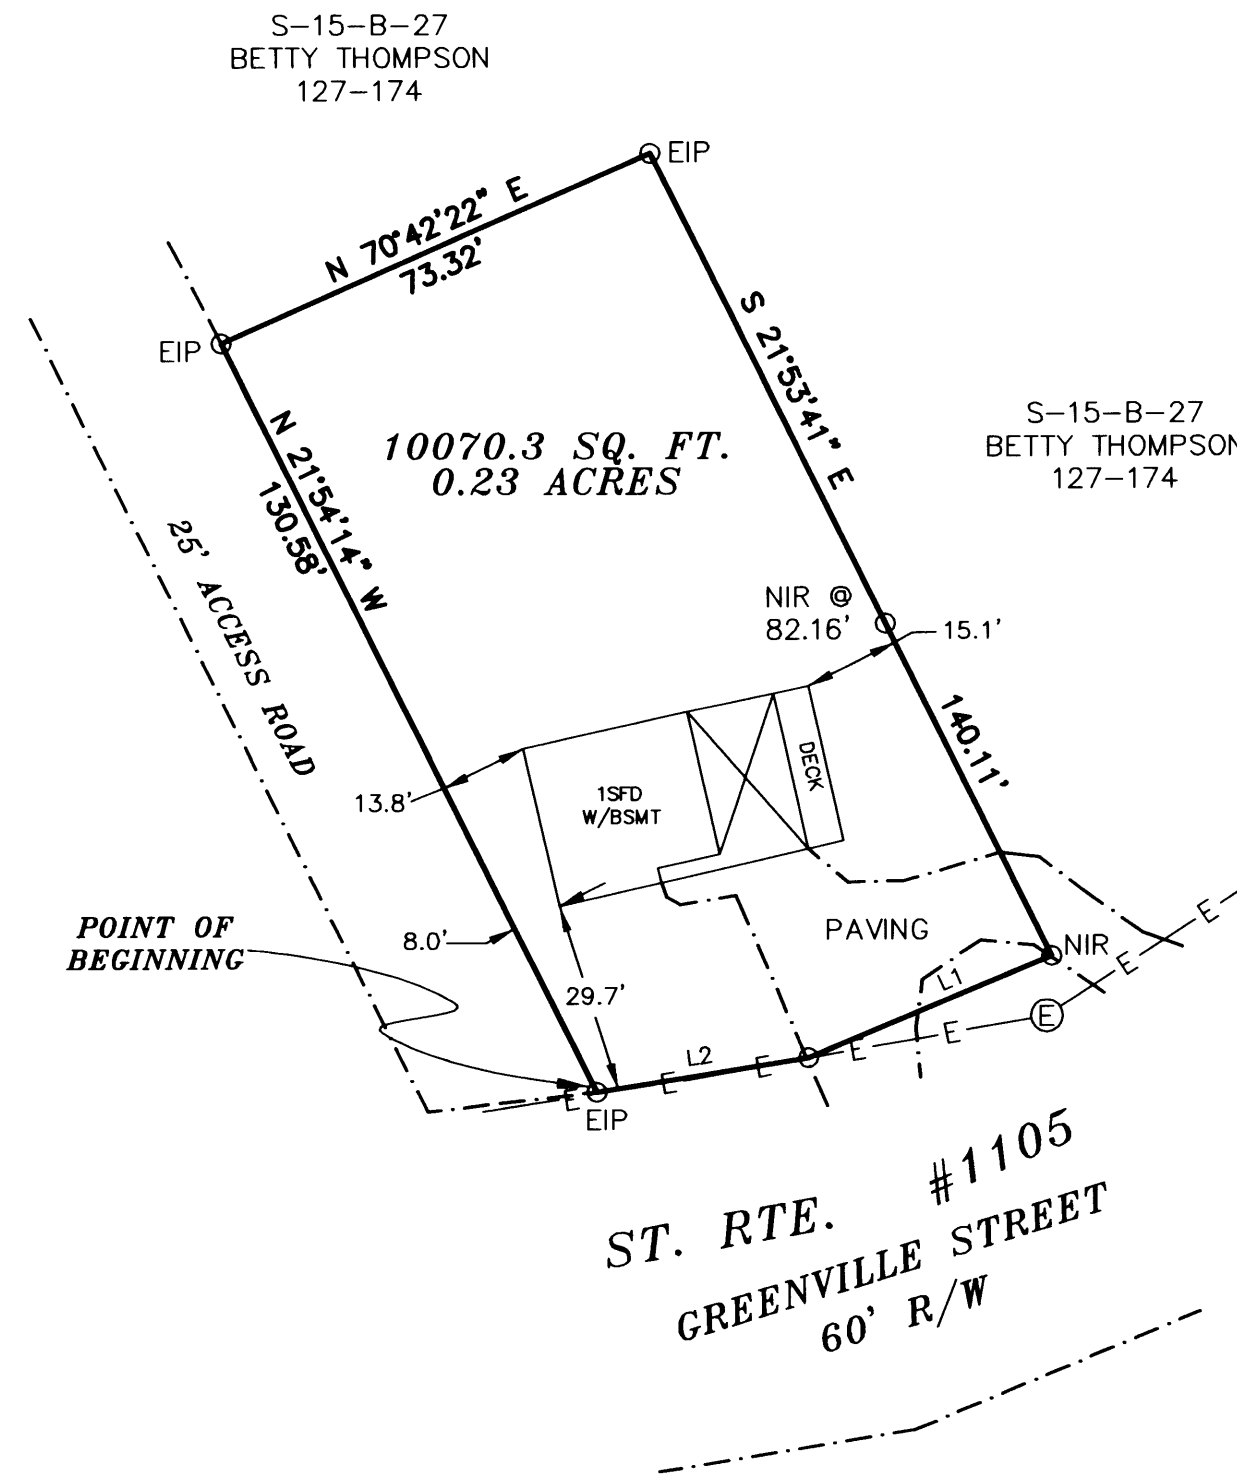 S-15-B-27
BETTY THOMPSON
127-174
EIP
N 70°42'22" E
73.32'
EIP
S 21°53'41" E
N 21°54'14" W
130.58'
10070.3 SQ. FT.
0.23 ACRES
S-15-B-27
BETTY THOMPSON
127-174
25' ACCESS ROAD
NIR @
82.16'
15.1'
140.11'
DECK
1SFD
W/BSMT
13.8'
POINT OF
BEGINNING
8.0'
PAVING
NIR
29.7'
L1
L2
E
E
E
E
E
E
E
E
EIP
ST. RTE. #1105
GREENVILLE STREET
60' R/W